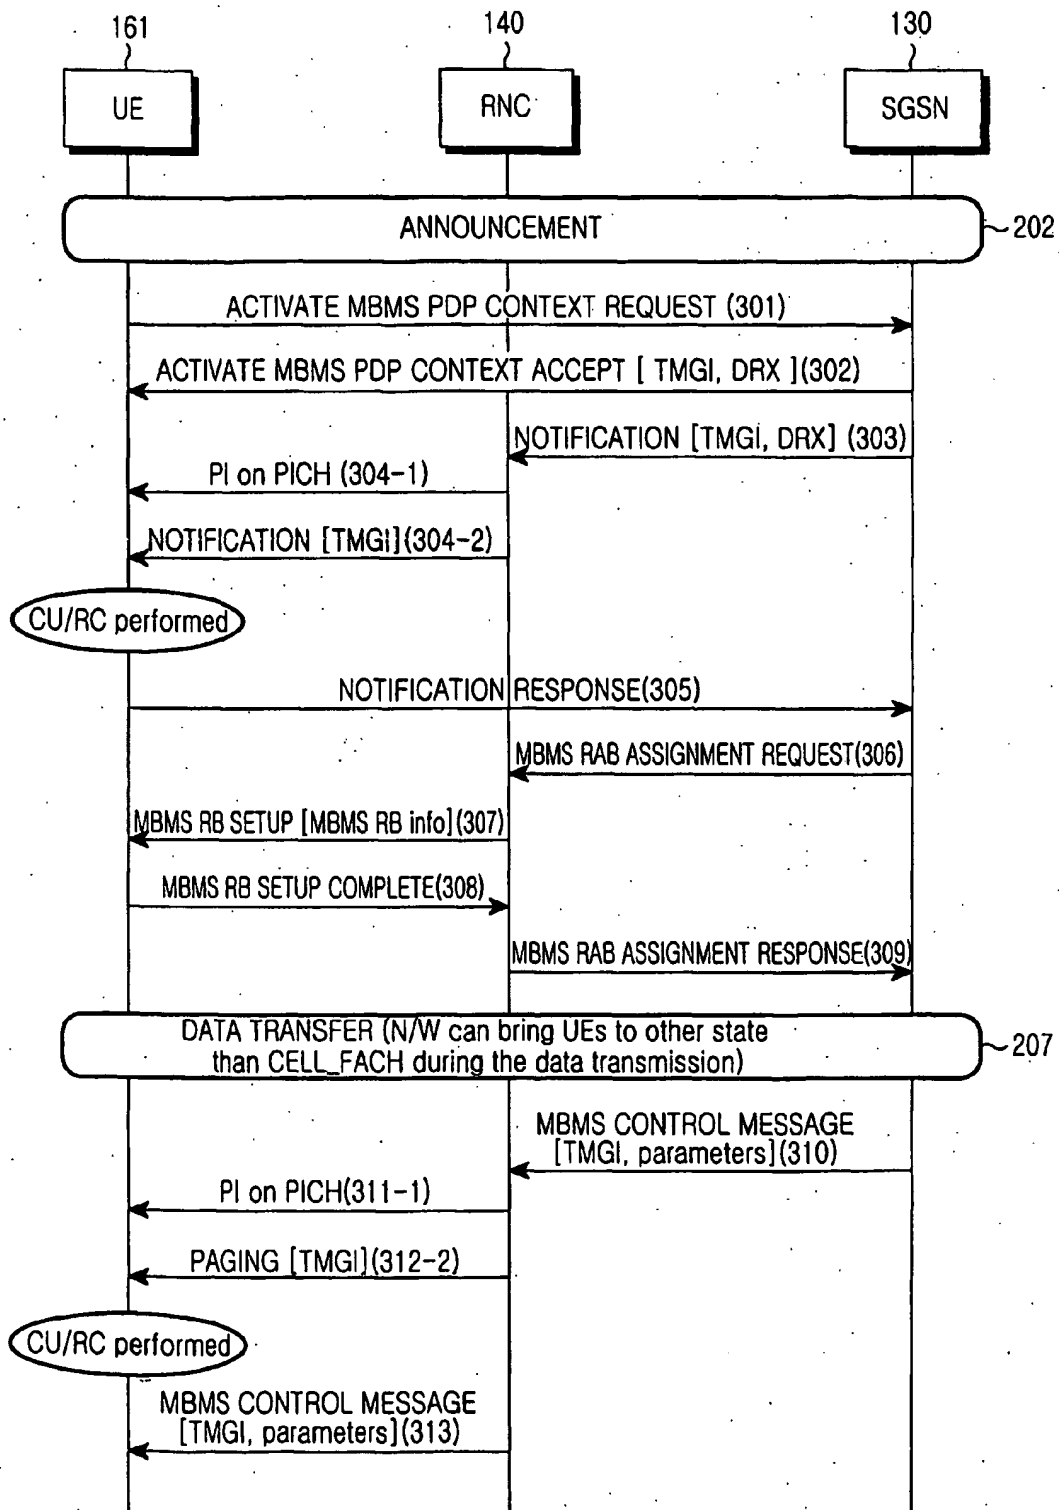 161
140
130
UE
RNC
SGSN
ANNOUNCEMENT
202
ACTIVATE MBMS PDP CONTEXT REQUEST (301)
ACTIVATE MBMS PDP CONTEXT ACCEPT [ TMGI, DRX ](302)
NOTIFICATION [TMGI, DRX] (303)
PI on PICH (304-1)
NOTIFICATION [TMGI](304-2)
CU/RC performed
NOTIFICATION RESPONSE(305)
MBMS RAB ASSIGNMENT REQUEST(306)
MBMS RB SETUP [MBMS RB info](307)
MBMS RB SETUP COMPLETE(308)
MBMS RAB ASSIGNMENT RESPONSE(309)
DATA TRANSFER (N/W can bring UEs to other state
than CELL_FACH during the data transmission)
207
MBMS CONTROL MESSAGE
[TMGI, parameters](310)
PI on PICH(311-1)
PAGING [TMGI](312-2)
CU/RC performed
MBMS CONTROL MESSAGE
[TMGI, parameters](313)